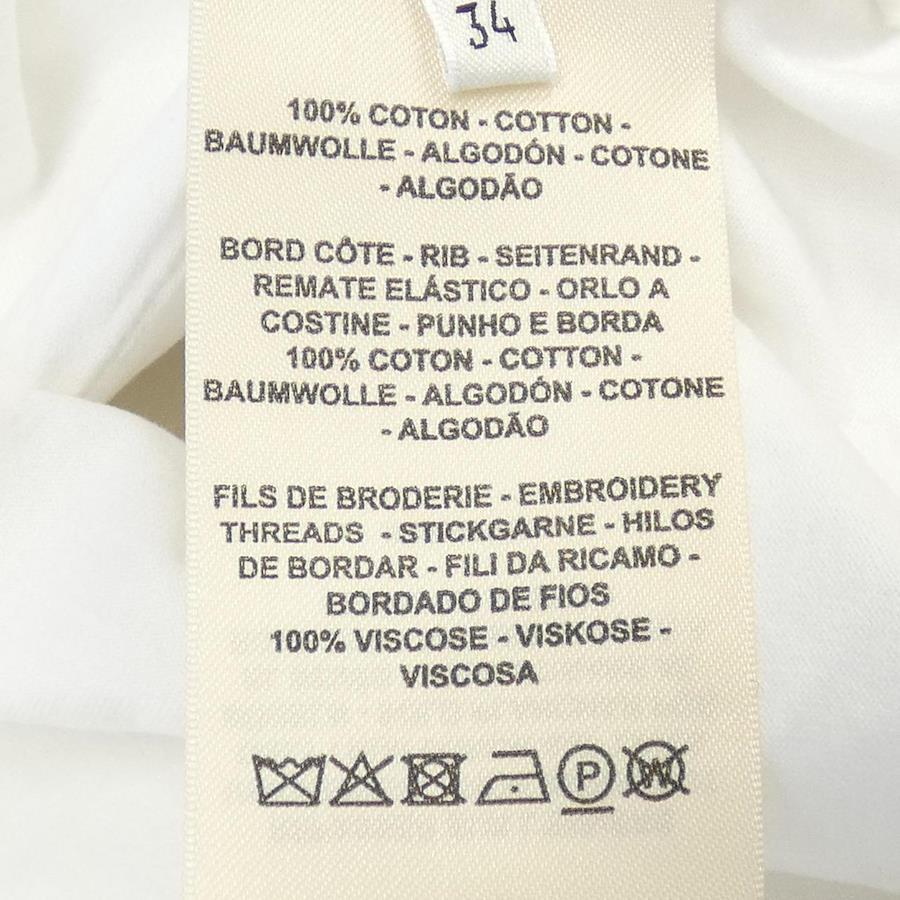 34
100% COTON - COTTON -
BAUMWOLLE - ALGODÓN - COTONE
- ALGODÃO
BORD CÔTE - RIB - SEITENRAND -
REMATE ELÁSTICO - ORLO A
COSTINE - PUNHO E BORDA
100% COTON - COTTON -
BAUMWOLLE - ALGODÓN - COTONE
- ALGODÃO
FILS DE BRODERIE - EMBROIDERY
THREADS - STICKGARNE - HILOS
DE BORDAR - FILI DA RICAMO -
BORDADO DE FIOS
100% VISCOSE - VISKOSE -
VISCOSA
P W